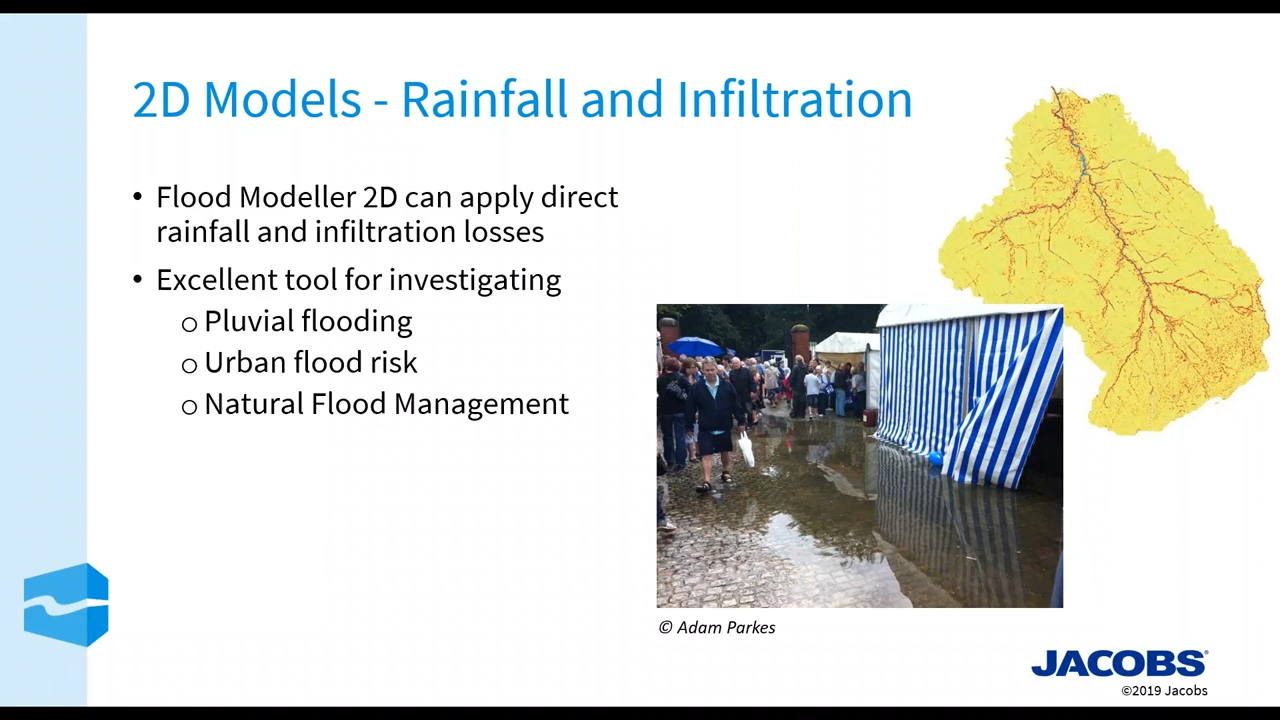 2D Models - Rainfall and Infiltration
• Flood Modeller 2D can apply direct
rainfall and infiltration losses
• Excellent tool for investigating
o Pluvial flooding
o Urban flood risk
o Natural Flood Management
© Adam Parkes
JACOBS®
©2019 Jacobs